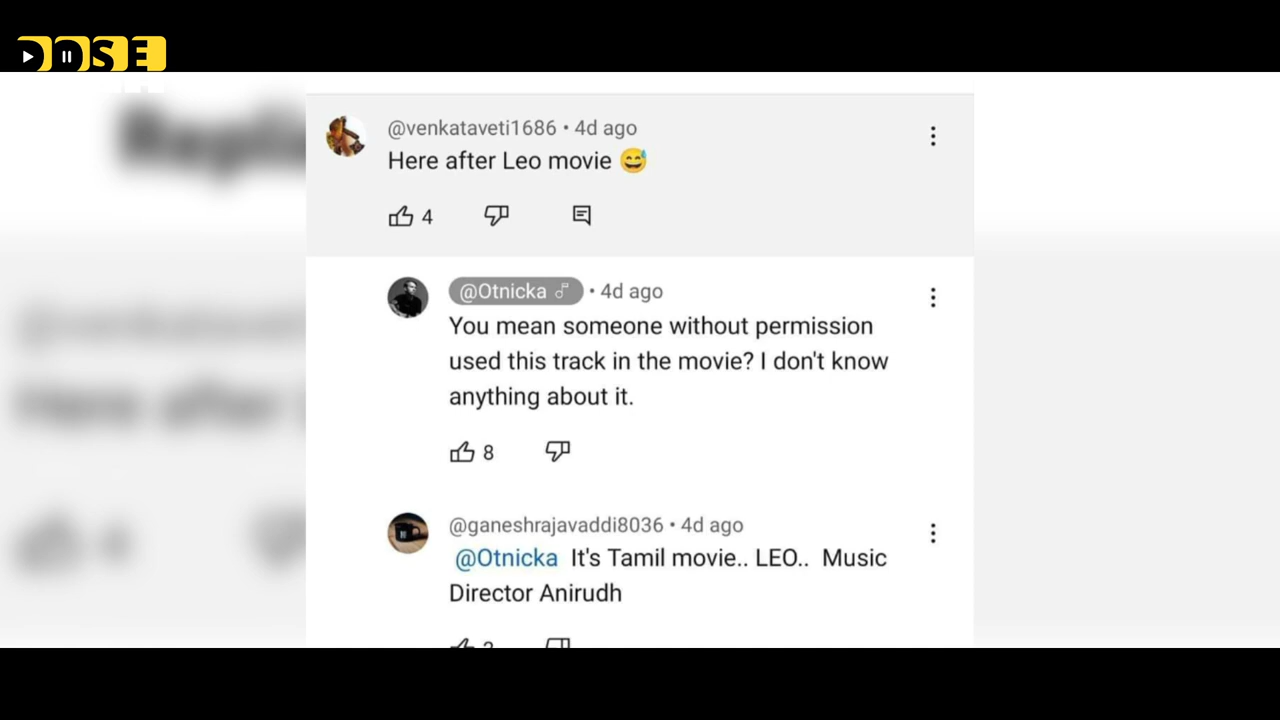 DOSE
@venkataveti1686 • 4d ago
Here after Leo movie 😅
4
@Otnicka • 4d ago
You mean someone without permission
used this track in the movie? I don't know
anything about it.
8
@ganeshrajavaddi8036 • 4d ago
@Otnicka It's Tamil movie.. LEO.. Music
Director Anirudh